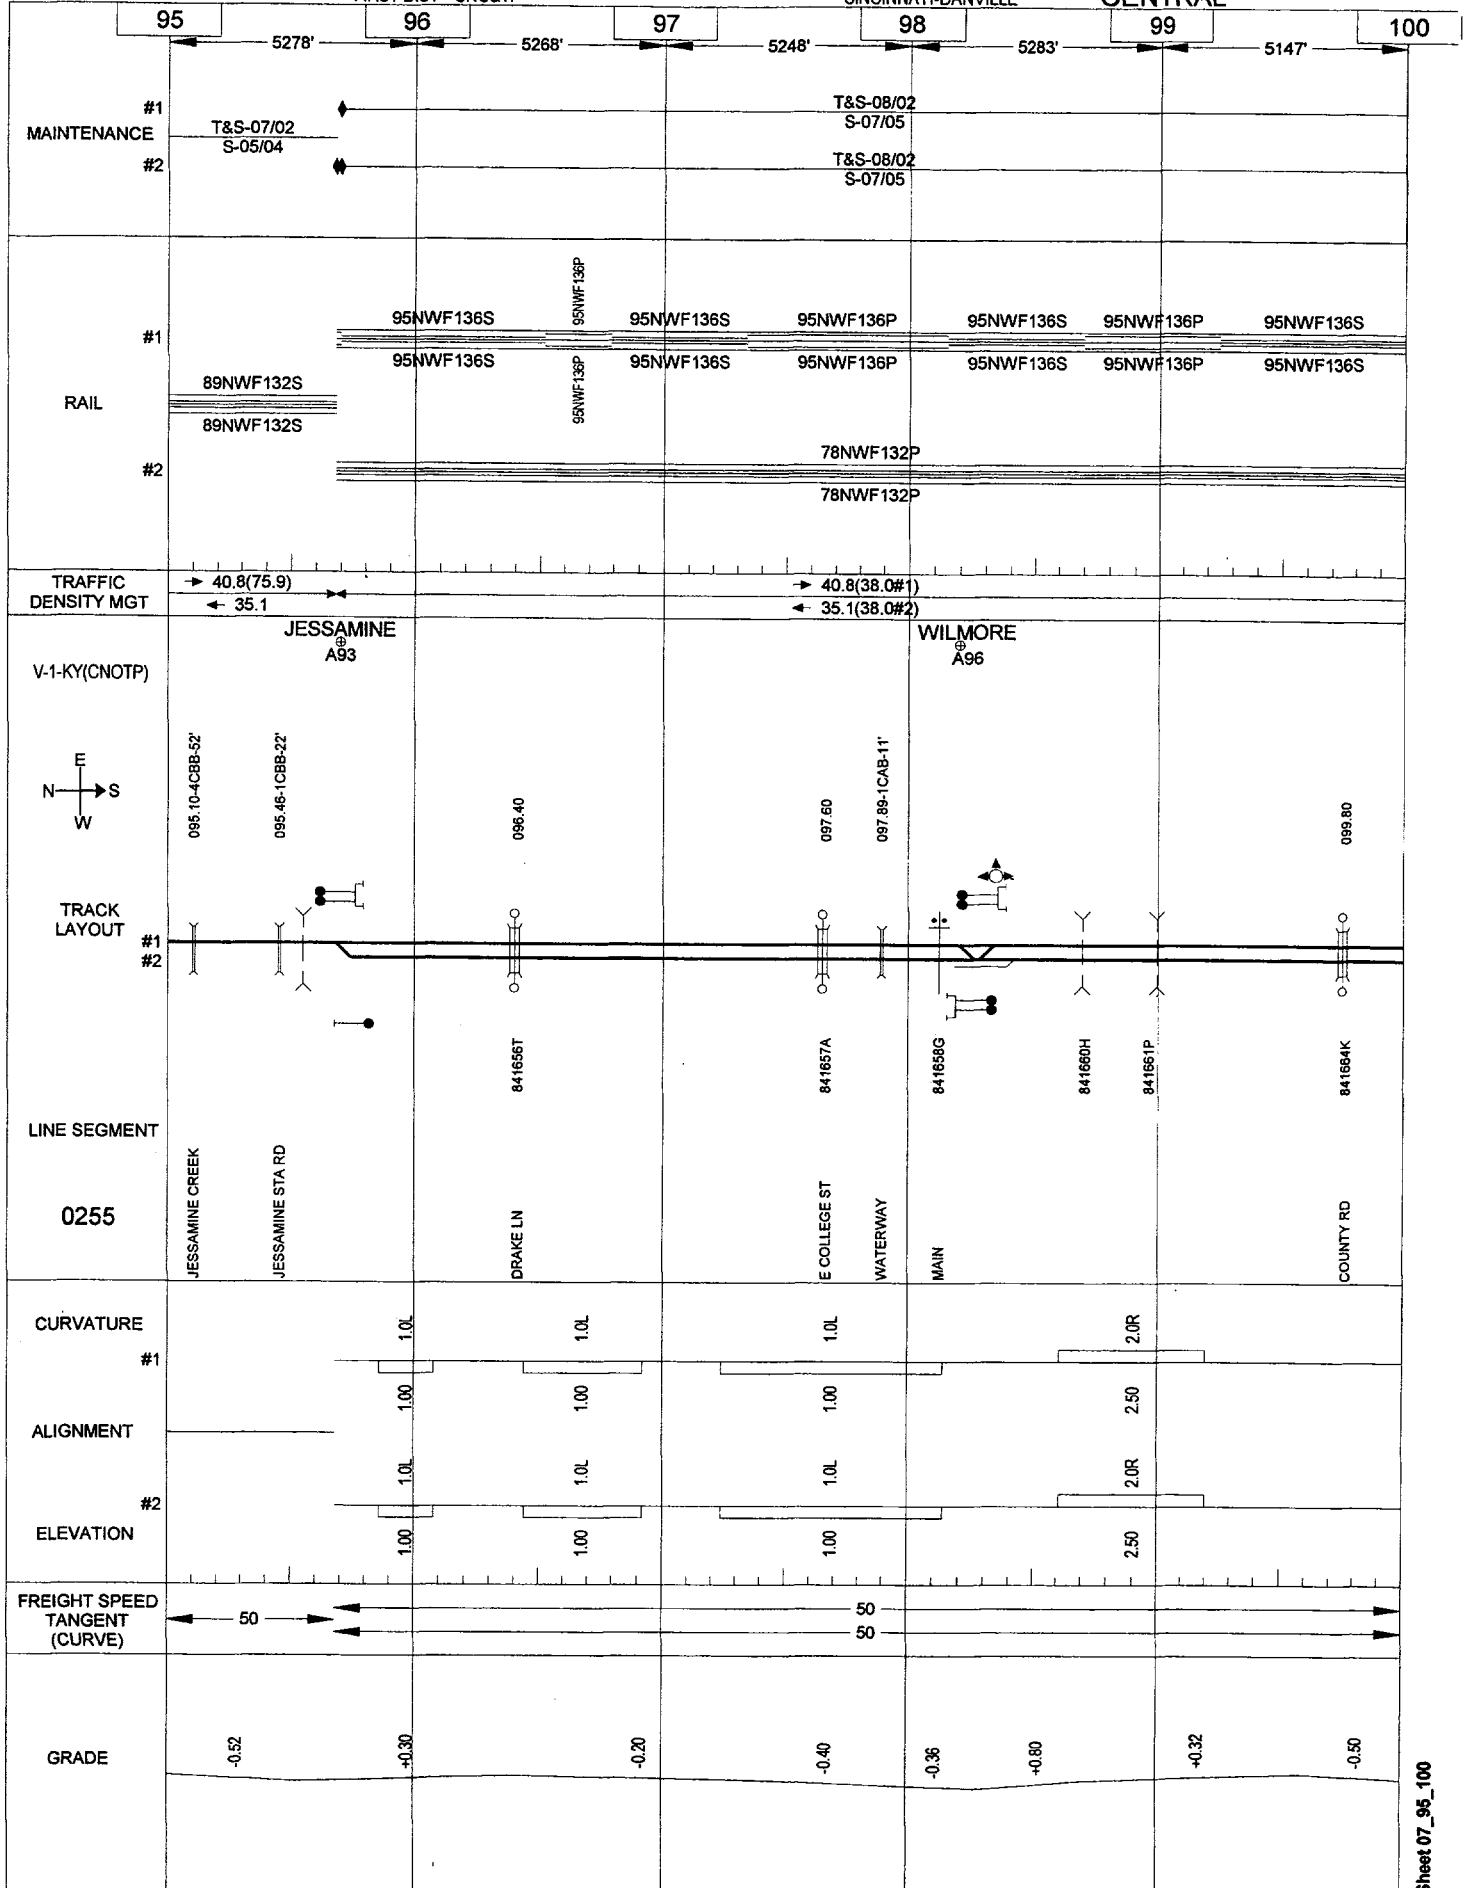 CINCINNATI-DANVILLE CENTRAL
95 96 97 98 99 100
5278' 5268' 5248' 5283' 5147'
MAINTENANCE
#1
T&S-08/02
S-07/05
T&S-07/02
S-05/04
#2
T&S-08/02
S-07/05
RAIL
#1
95NWF136S 95NWF136P 95NWF136S 95NWF136P 95NWF136S 95NWF136P 95NWF136S
95NWF136S 95NWF136P 95NWF136S 95NWF136P 95NWF136S 95NWF136P 95NWF136S
89NWF132S
89NWF132S
#2
78NWF132P
78NWF132P
TRAFFIC
DENSITY MGT
40.8(75.9) 40.8(38.0#1)
35.1 35.1(38.0#2)
JESSAMINE
A93
WILMORE
A96
V-1-KY(CNOTP)
E
N S
W
095.10-4CBB-52'
095.46-1CBB-22'
096.40
097.60
097.89-1CAB-11'
099.80
TRACK
LAYOUT
#1
#2
841656T
841657A
841658G
841660H
841661P
841664K
LINE SEGMENT
0255
JESSAMINE CREEK
JESSAMINE STA RD
DRAKE LN
E COLLEGE ST
WATERWAY
MAIN
COUNTY RD
CURVATURE
#1
1.0L 1.0L 1.0L 2.0R
1.00 1.00 1.00 2.50
ALIGNMENT
#2
1.0L 1.0L 1.0L 2.0R
1.00 1.00 1.00 2.50
ELEVATION
FREIGHT SPEED
TANGENT
(CURVE)
50 50
50
GRADE
-0.52 +0.30 -0.20 -0.40 -0.36 +0.80 +0.32 -0.50
Sheet 07_95_100